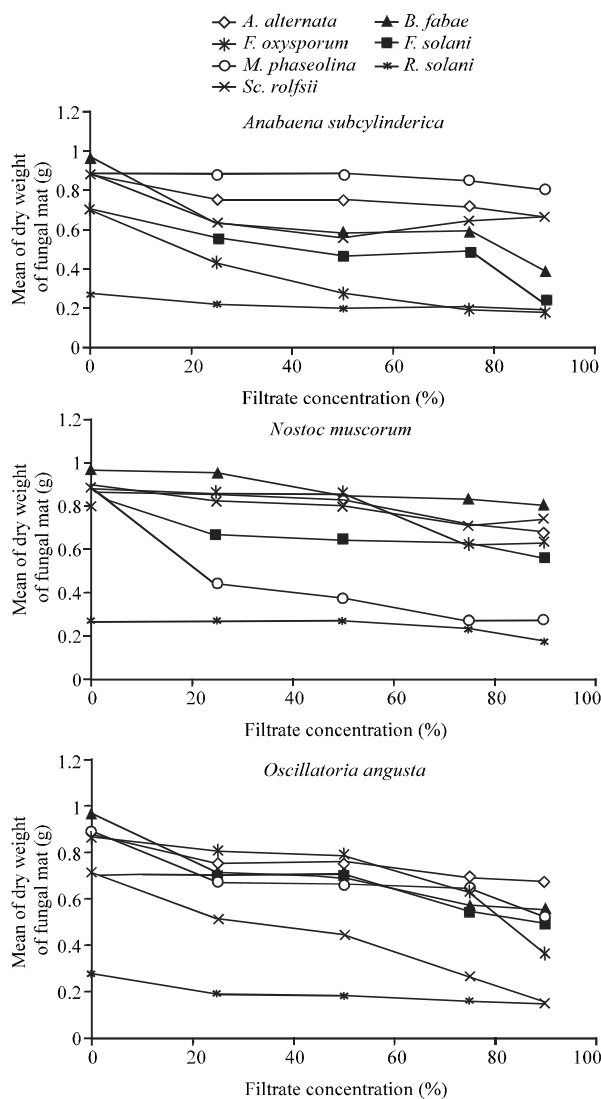 A. alternata B. fabae
F. oxysporum F. solani
M. phaseolina R. solani
Sc. rolfsii
Anabaena subcylinderica
Mean of dry weight
of fungal mat (g)
1.2
1
0.8
0.6
0.4
0.2
0
0 20 40 60 80 100
Filtrate concentration (%)
Nostoc muscorum
Mean of dry weight
of fungal mat (g)
1.2
1
0.8
0.6
0.4
0.2
0
0 20 40 60 80 100
Filtrate concentration (%)
Oscillatoria angusta
Mean of dry weight
of fungal mat (g)
1.2
1
0.8
0.6
0.4
0.2
0
0 20 40 60 80 100
Filtrate concentration (%)